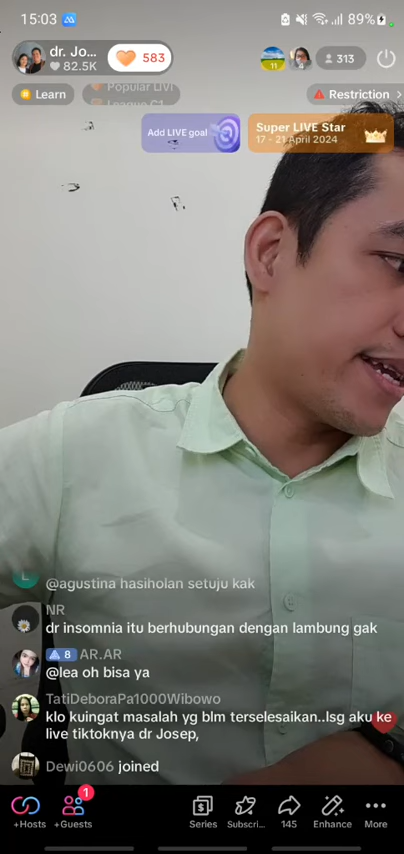 15:03
89%
dr. Jo...
82.5K
583
11
313
Learn
Popular LIVE
League C1
Restriction
Add LIVE goal
Super LIVE Star
17 - 21 April 2024
@agustina hasiholan setuju kak
NR
dr insomnia itu berhubungan dengan lambung gak
8 AR.AR
@lea oh bisa ya
TatiDeboraPa1000Wibowo
klo kuingat masalah yg blm terselesaikan..lsg aku ke
live tiktoknya dr Josep,
Dewi0606 joined
1
+Hosts
+Guests
Series
Subscri...
145
Enhance
More